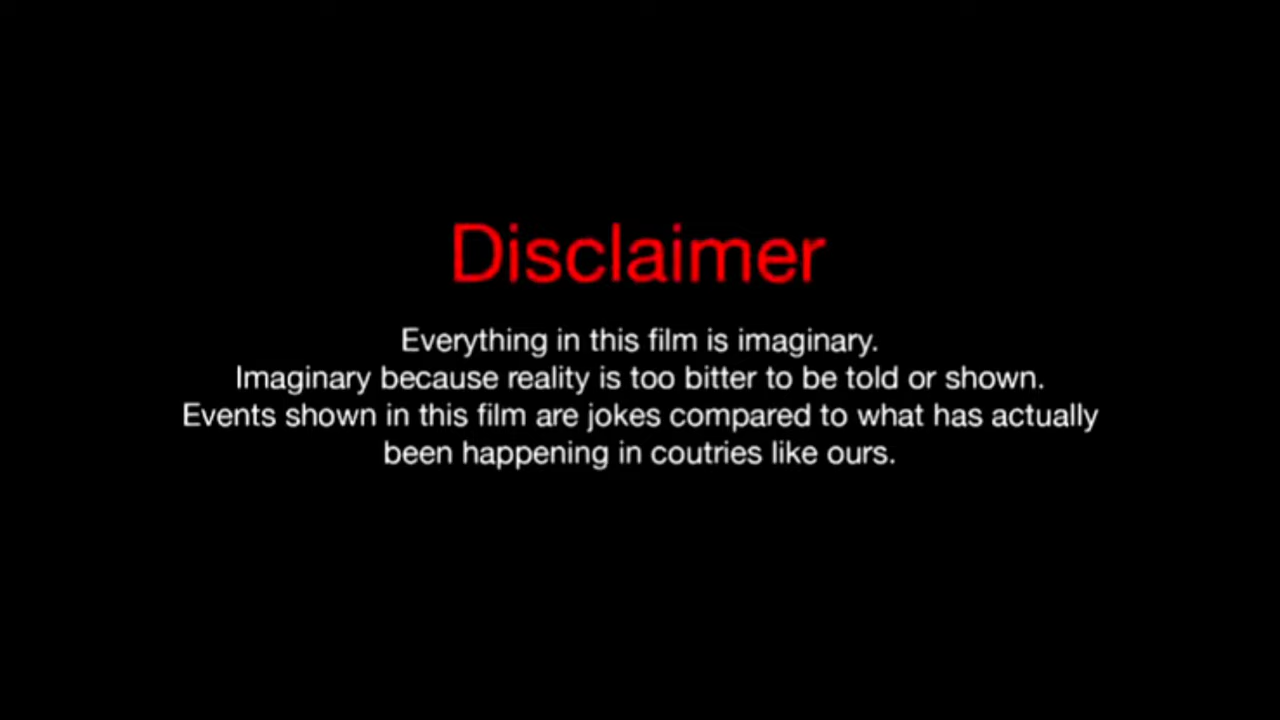 Disclaimer
Everything in this film is imaginary.
Imaginary because reality is too bitter to be told or shown.
Events shown in this film are jokes compared to what has actually
been happening in coutries like ours.